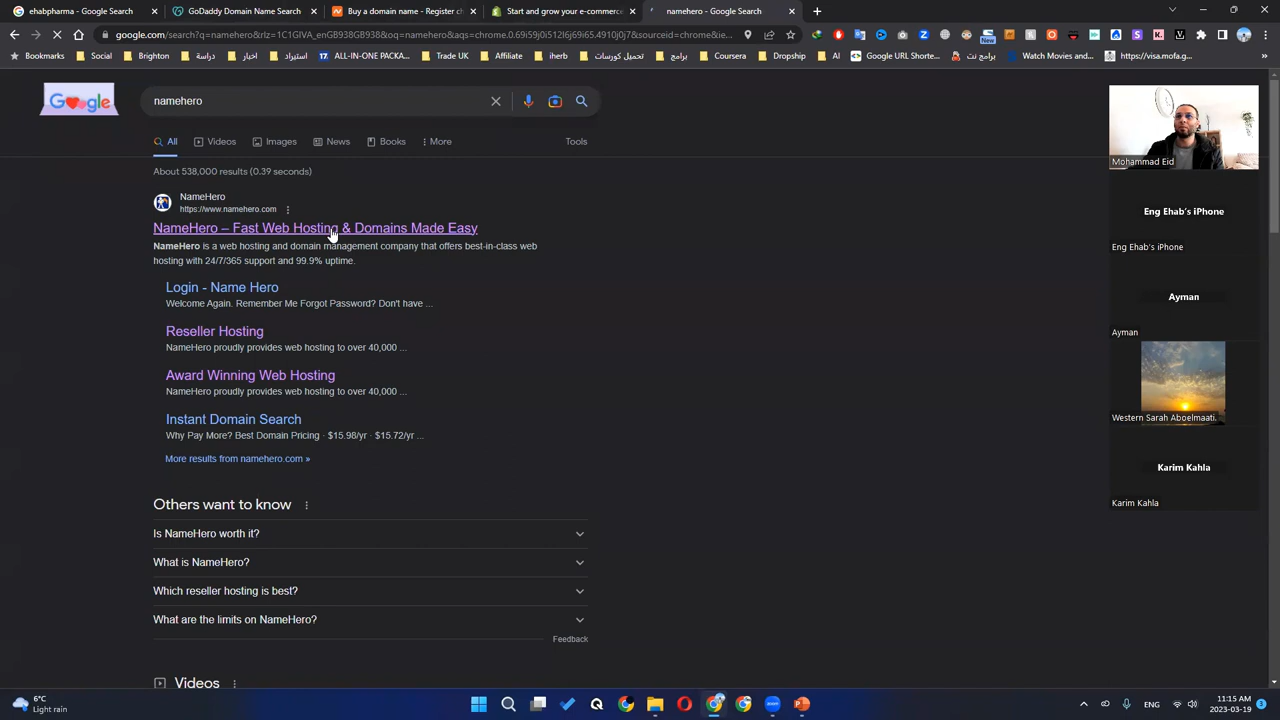 ehabpharma - Google Search
GoDaddy Domain Name Search
Buy a domain name - Register ch
Start and grow your e-commerce
namehero - Google Search
google.com/search?q=namehero&rlz=1C1GIVA_enGB938GB938&oq=namehero&aqs=chrome.0.69i59j0i512l6j69i65.4910j0j7&sourceid=chrome&ie...
New
Bookmarks
Social
Brighton
دراسة
اخبار
استيراد
17
ALL-IN-ONE PACKA...
Trade UK
Affiliate
iherb
تحميل كورسات
برامج
Coursera
Dropship
AI
Google URL Shorte...
برامج نت
Watch Movies and...
https://visa.mofa.g...
Google
namehero
All
Videos
Images
News
Books
More
Tools
About 538,000 results (0.39 seconds)
NameHero
https://www.namehero.com
NameHero – Fast Web Hosting & Domains Made Easy
NameHero is a web hosting and domain management company that offers best-in-class web
hosting with 24/7/365 support and 99.9% uptime.
Login - Name Hero
Welcome Again. Remember Me Forgot Password? Don't have ...
Reseller Hosting
NameHero proudly provides web hosting to over 40,000 ...
Award Winning Web Hosting
NameHero proudly provides web hosting to over 40,000 ...
Instant Domain Search
Why Pay More? Best Domain Pricing · $15.98/yr · $15.72/yr ...
More results from namehero.com »
Others want to know
Is NameHero worth it?
What is NameHero?
Which reseller hosting is best?
What are the limits on NameHero?
Feedback
Videos
Mohammad Eid
Eng Ehab's iPhone
Eng Ehab's iPhone
Ayman
Ayman
Western Sarah Aboelmaati.
Karim Kahla
Karim Kahla
6°C
Light rain
zoom
ENG
11:15 AM
2023-03-19